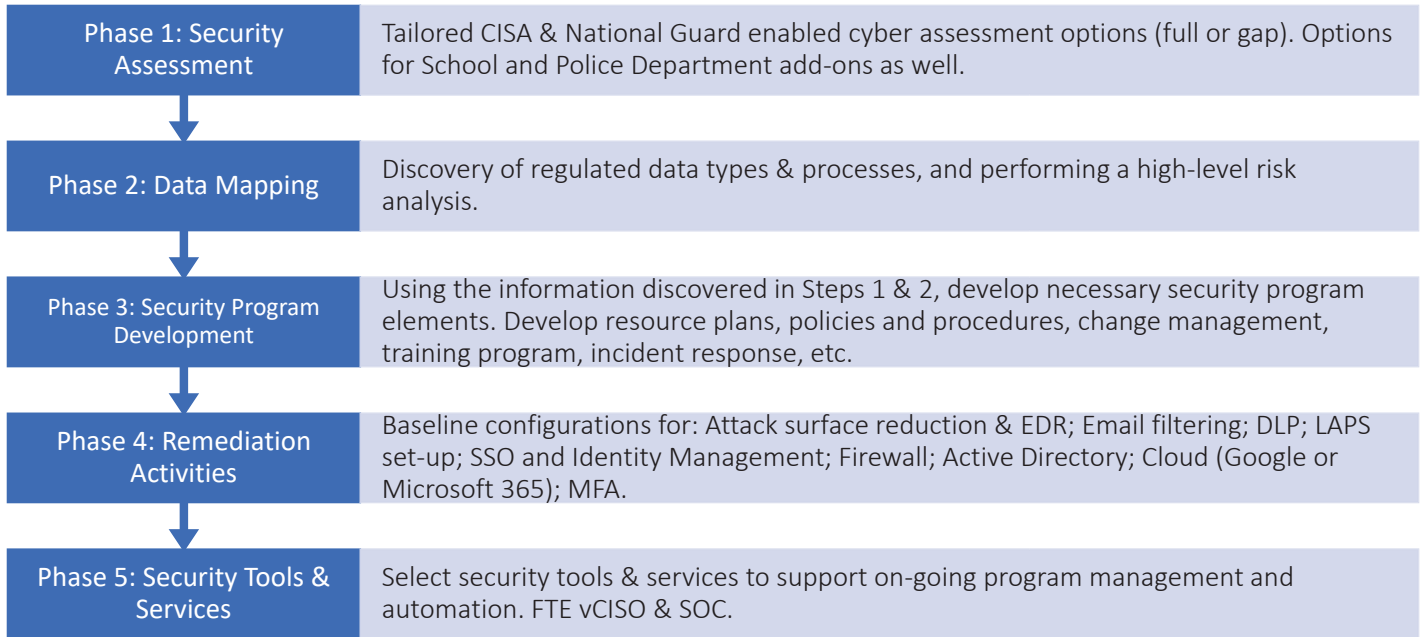 Phase 1: Security
Assessment
Tailored CISA & National Guard enabled cyber assessment options (full or gap). Options
for School and Police Department add-ons as well.
Phase 2: Data Mapping
Discovery of regulated data types & processes, and performing a high-level risk
analysis.
Phase 3: Security Program
Development
Using the information discovered in Steps 1 & 2, develop necessary security program
elements. Develop resource plans, policies and procedures, change management,
training program, incident response, etc.
Phase 4: Remediation
Activities
Baseline configurations for: Attack surface reduction & EDR; Email filtering; DLP; LAPS
set-up; SSO and Identity Management; Firewall; Active Directory; Cloud (Google or
Microsoft 365); MFA.
Phase 5: Security Tools &
Services
Select security tools & services to support on-going program management and
automation. FTE vCISO & SOC.